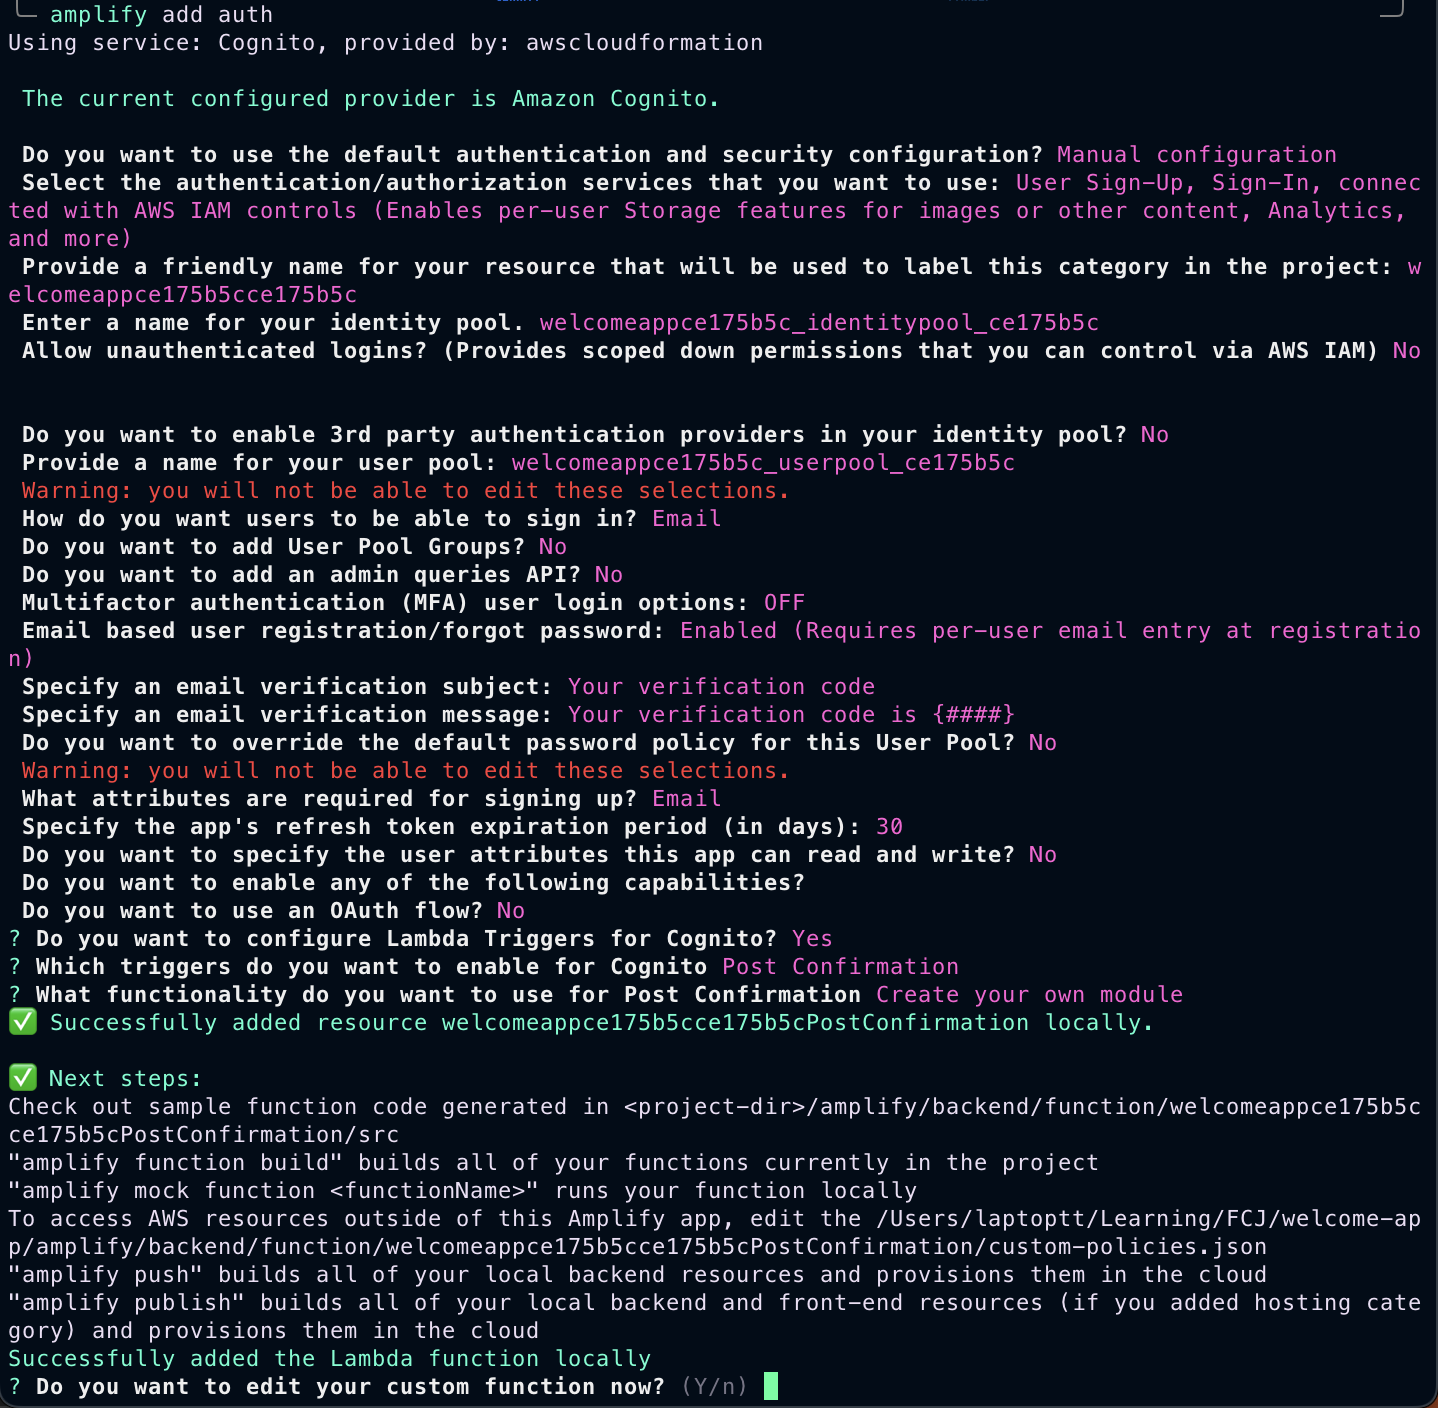 amplify add auth
Using service: Cognito, provided by: awscloudformation
The current configured provider is Amazon Cognito.
Do you want to use the default authentication and security configuration? Manual configuration
Select the authentication/authorization services that you want to use: User Sign-Up, Sign-In, connec
ted with AWS IAM controls (Enables per-user Storage features for images or other content, Analytics,
and more)
Provide a friendly name for your resource that will be used to label this category in the project: w
elcomeappce175b5cce175b5c
Enter a name for your identity pool. welcomeappce175b5c_identitypool_ce175b5c
Allow unauthenticated logins? (Provides scoped down permissions that you can control via AWS IAM) No
Do you want to enable 3rd party authentication providers in your identity pool? No
Provide a name for your user pool: welcomeappce175b5c_userpool_ce175b5c
Warning: you will not be able to edit these selections.
How do you want users to be able to sign in? Email
Do you want to add User Pool Groups? No
Do you want to add an admin queries API? No
Multifactor authentication (MFA) user login options: OFF
Email based user registration/forgot password: Enabled (Requires per-user email entry at registratio
n)
Specify an email verification subject: Your verification code
Specify an email verification message: Your verification code is {####}
Do you want to override the default password policy for this User Pool? No
Warning: you will not be able to edit these selections.
What attributes are required for signing up? Email
Specify the app's refresh token expiration period (in days): 30
Do you want to specify the user attributes this app can read and write? No
Do you want to enable any of the following capabilities?
Do you want to use an OAuth flow? No
? Do you want to configure Lambda Triggers for Cognito? Yes
? Which triggers do you want to enable for Cognito Post Confirmation
? What functionality do you want to use for Post Confirmation Create your own module
✅ Successfully added resource welcomeappce175b5cce175b5cPostConfirmation locally.
✅ Next steps:
Check out sample function code generated in <project-dir>/amplify/backend/function/welcomeappce175b5c
ce175b5cPostConfirmation/src
"amplify function build" builds all of your functions currently in the project
"amplify mock function <functionName>" runs your function locally
To access AWS resources outside of this Amplify app, edit the /Users/laptoptt/Learning/FCJ/welcome-ap
p/amplify/backend/function/welcomeappce175b5cce175b5cPostConfirmation/custom-policies.json
"amplify push" builds all of your local backend resources and provisions them in the cloud
"amplify publish" builds all of your local backend and front-end resources (if you added hosting cate
gory) and provisions them in the cloud
Successfully added the Lambda function locally
? Do you want to edit your custom function now? (Y/n)